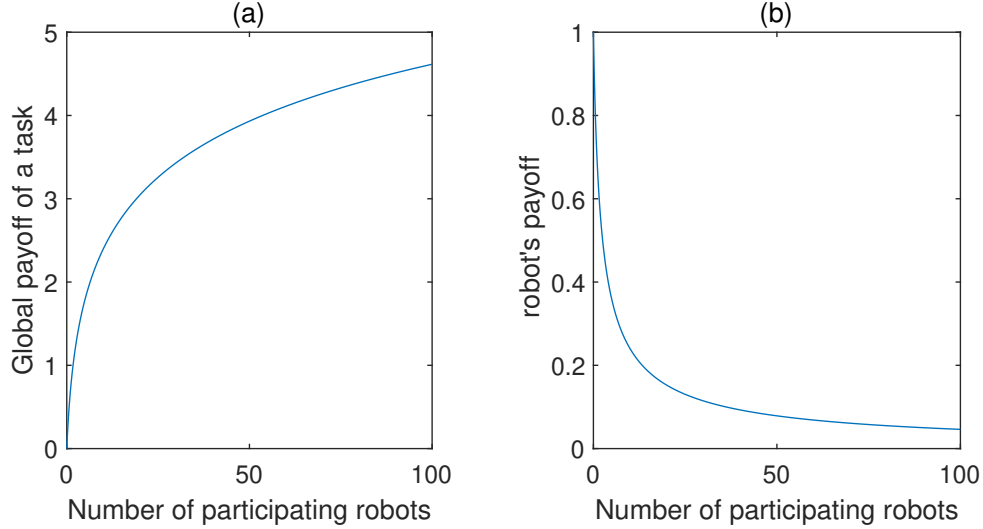 (a)
Global payoff of a task
5
4
3
2
1
0
0 50 100
Number of participating robots
(b)
robot's payoff
1
0.8
0.6
0.4
0.2
0
0 50 100
Number of participating robots